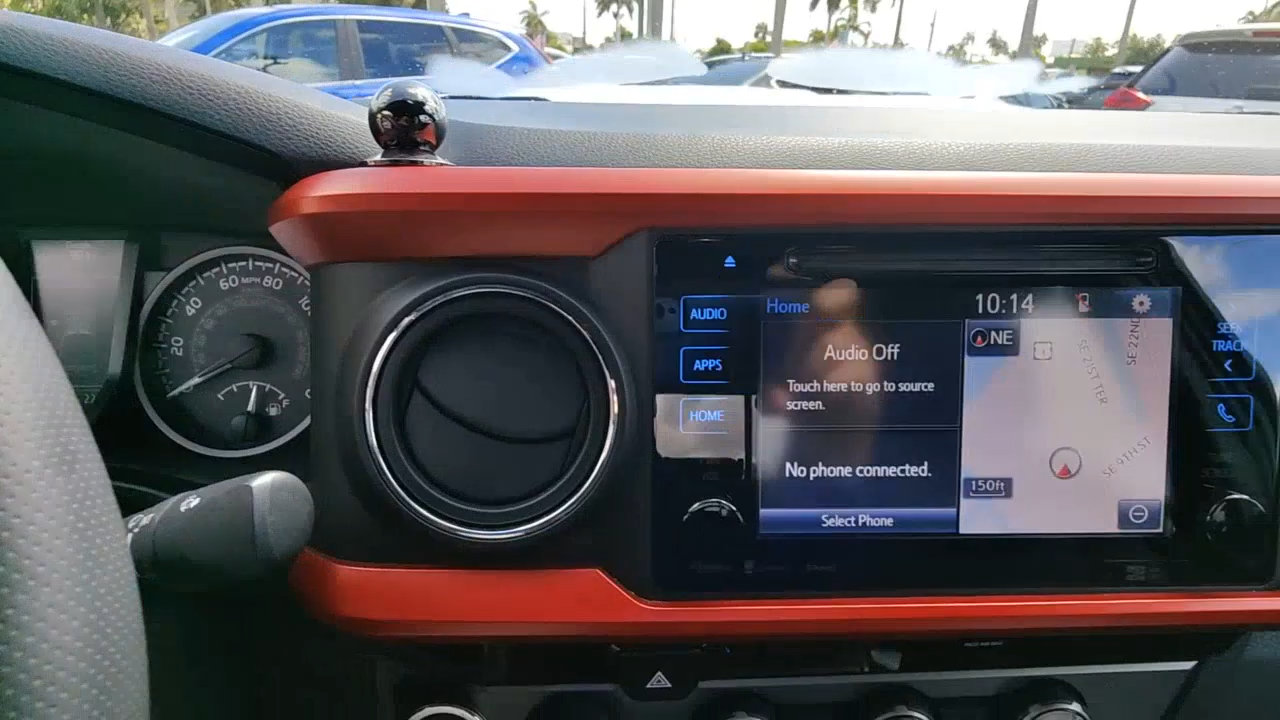 20
40
60
MPH
80
F
27
AUDIO
APPS
HOME
Home
10:14
Audio Off
Touch here to go to source
screen.
No phone connected.
Select Phone
NE
SE 22ND
SE 21ST TER
SE 9TH ST
150ft
SEEK
TRACK